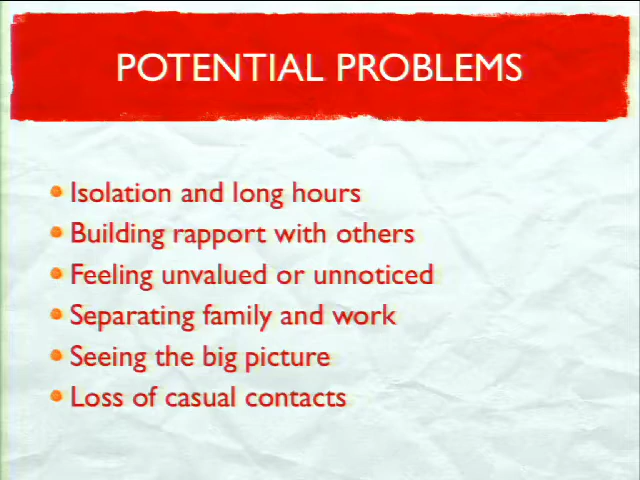 POTENTIAL PROBLEMS
Isolation and long hours
Building rapport with others
Feeling unvalued or unnoticed
Separating family and work
Seeing the big picture
Loss of casual contacts